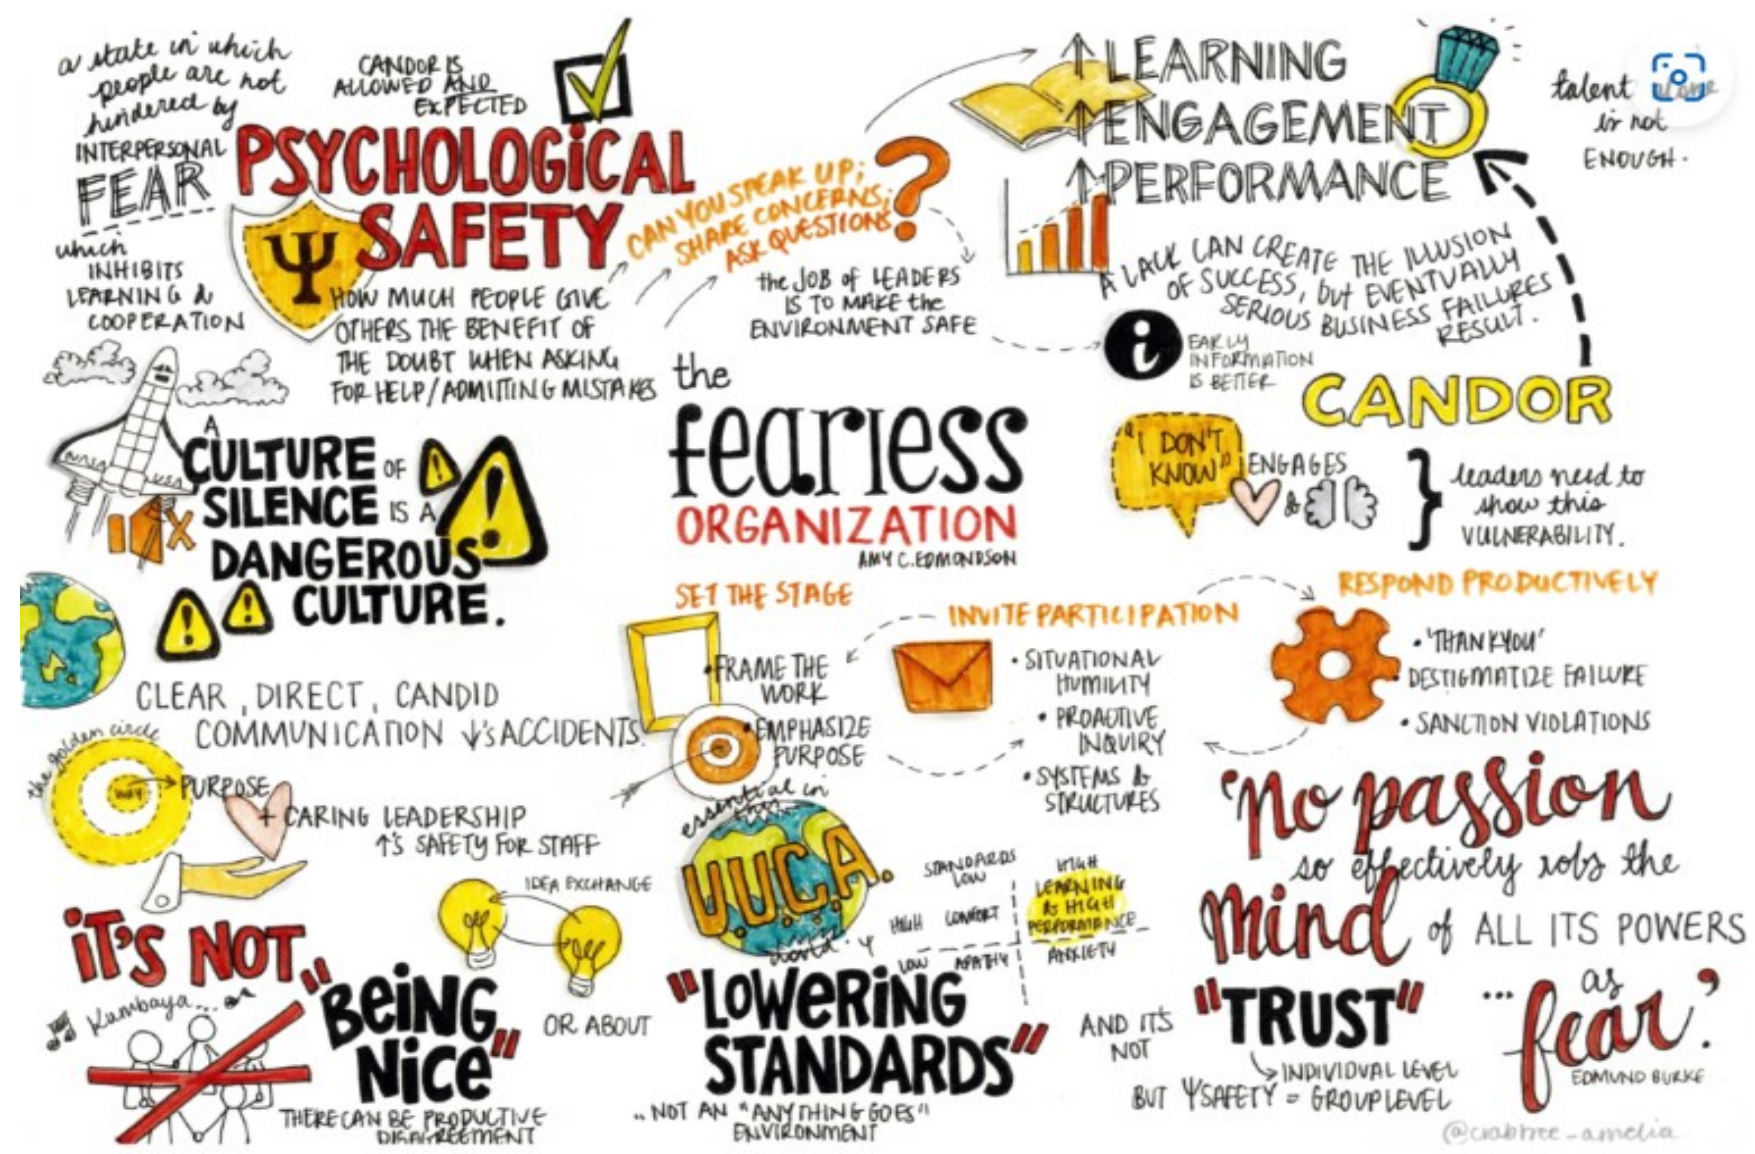 a state in which
people are not
hindered by
INTERPERSONAL
FEAR
which
INHIBITS
LEARNING &
COOPERATION
CANDOR IS
ALLOWED AND
EXPECTED
PSYCHOLOGiCAL
SAFETY
Ψ
HOW MUCH PEOPLE GIVE
OTHERS THE BENEFIT OF
THE DOUBT WHEN ASKING
FOR HELP/ADMITTING MISTAKES
CAN YOU SPEAK UP;
SHARE CONCERNS;
ASK QUESTIONS
?
the JOB of LEADERS
IS TO MAKE the
ENVIRONMENT SAFE
↑LEARNING
↑ENGAGEMENT
↑PERFORMANCE
talent
is not
ENOUGH.
A LACK CAN CREATE THE ILLUSION
OF SUCCESS, but EVENTUALLY
SERIOUS BUSINESS FAILURES
RESULT.
i
EARLY
INFORMATION
IS BETTER
CANDOR
"I DON'T
KNOW"
ENGAGES
&
}
leaders need to
show this
VULNERABILITY.
A
CULTURE OF
SILENCE IS A
DANGEROUS
CULTURE.
the
fearless
ORGANIZATION
AMY C. EDMONDSON
SET THE STAGE
•FRAME THE
WORK
•EMPHASIZE
PURPOSE
INVITE PARTICIPATION
• SITUATIONAL
HUMILITY
• PROACTIVE
INQUIRY
• SYSTEMS &
STRUCTURES
RESPOND PRODUCTIVELY
• 'THANKYOU'
• DESTIGMATIZE FAILURE
• SANCTION VIOLATIONS
CLEAR, DIRECT, CANDID
COMMUNICATION ↓'S ACCIDENTS.
the golden circle
WHY
PURPOSE
+ CARING LEADERSHIP
↑'S SAFETY FOR STAFF
essential in
this
V.U.C.A.
world
STANDARDS
LOW
HIGH
LEARNING
& HIGH
PERFORMANCE
HIGH COMFORT
LOW APATHY
ANXIETY
'No passion
so effectively robs the
mind of ALL ITS POWERS
... as
fear'.
EDMUND BURKE
iT'S NOT
Kumbaya...
"BEiNG
NiCe"
IDEA EXCHANGE
THERE CAN BE PRODUCTIVE
DISAGREEMENT
OR ABOUT
"LOWERiNG
STANDARDS"
.. NOT AN "ANYTHING GOES"
ENVIRONMENT
AND IT'S
NOT
"TRUST"
INDIVIDUAL LEVEL
BUT ΨSAFETY = GROUP LEVEL
@crabtree_amelia